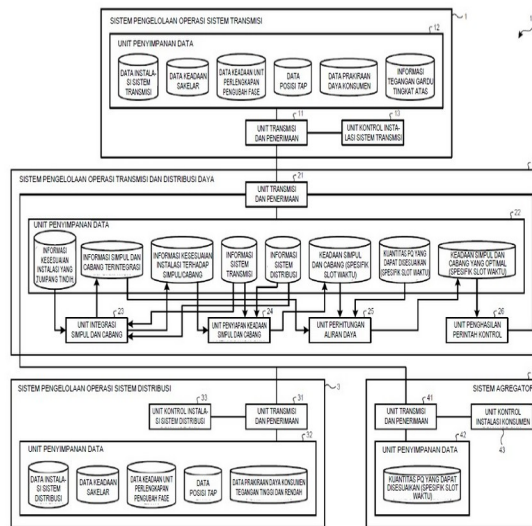 SISTEM PENGELOLAAN OPERASI SISTEM TRANSMISI
1
12
UNIT PENYIMPANAN DATA
DATA INSTALA-
SI SISTEM
TRANSMISI
DATA KEADAAN
SAKELAR
DATA KEADAAN UNIT
PERLENGKAPAN
PENGUBAH FASE
DATA
POSISI TAP
DATA PRAKIRAAN
DAYA KONSUMEN
INFORMASI
TEGANGAN GARDU
TINGKAT ATAS
11
UNIT TRANSMISI
DAN PENERIMAAN
13
UNIT KONTROL INSTA-
LASI SISTEM TRANSMISI
SISTEM PENGELOLAAN OPERASI TRANSMISI DAN DISTRIBUSI DAYA
21
UNIT TRANSMISI
DAN PENERIMAAN
22
UNIT PENYIMPANAN DATA
INFORMASI
KESESUAIAN
INSTALASI YANG
TUMPANG TINDIH
INFORMASI SIMPUL DAN
CABANG TERINTEGRASI
INFORMASI KESESUAIAN
INSTALASI TERHADAP
SIMPUL/CABANG
INFORMASI
SISTEM
TRANSMISI
INFORMASI
SISTEM
DISTRIBUSI
KEADAAN SIMPUL
DAN CABANG (SPESIFIK
SLOT WAKTU)
KUANTITAS PQ YANG
DAPAT DISESUAIKAN
(SPESIFIK SLOT WAKTU)
KEADAAN SIMPUL DAN
CABANG YANG OPTIMAL
(SPESIFIK SLOT WAKTU)
23
UNIT INTEGRASI
SIMPUL DAN CABANG
24
UNIT PENYIAPAN KEADAAN
SIMPUL DAN CABANG
25
UNIT PERHITUNGAN
ALIRAN DAYA
26
UNIT PENGHASILAN
PERINTAH KONTROL
SISTEM PENGELOLAAN OPERASI SISTEM DISTRIBUSI
3
33
UNIT KONTROL INSTALA-
SI SISTEM DISTRIBUSI
31
UNIT TRANSMISI
DAN PENERIMAAN
32
UNIT PENYIMPANAN DATA
DATA INSTALA-
SI SISTEM
DISTRIBUSI
DATA KEADAAN
SAKELAR
DATA KEADAAN UNIT
PERLENGKAPAN
PENGUBAH FASE
DATA
POSISI TAP
DATA PRAKIRAAN DAYA KONSUMEN
TEGANGAN TINGGI DAN RENDAH
SISTEM AGREGATOR
41
UNIT TRANSMISI
DAN PENERIMAAN
UNIT KONTROL
INSTALASI KONSUMEN
43
42
UNIT PENYIMPANAN DATA
KUANTITAS PQ YANG DAPAT
DISESUAIKAN (SPESIFIK SLOT
WAKTU)